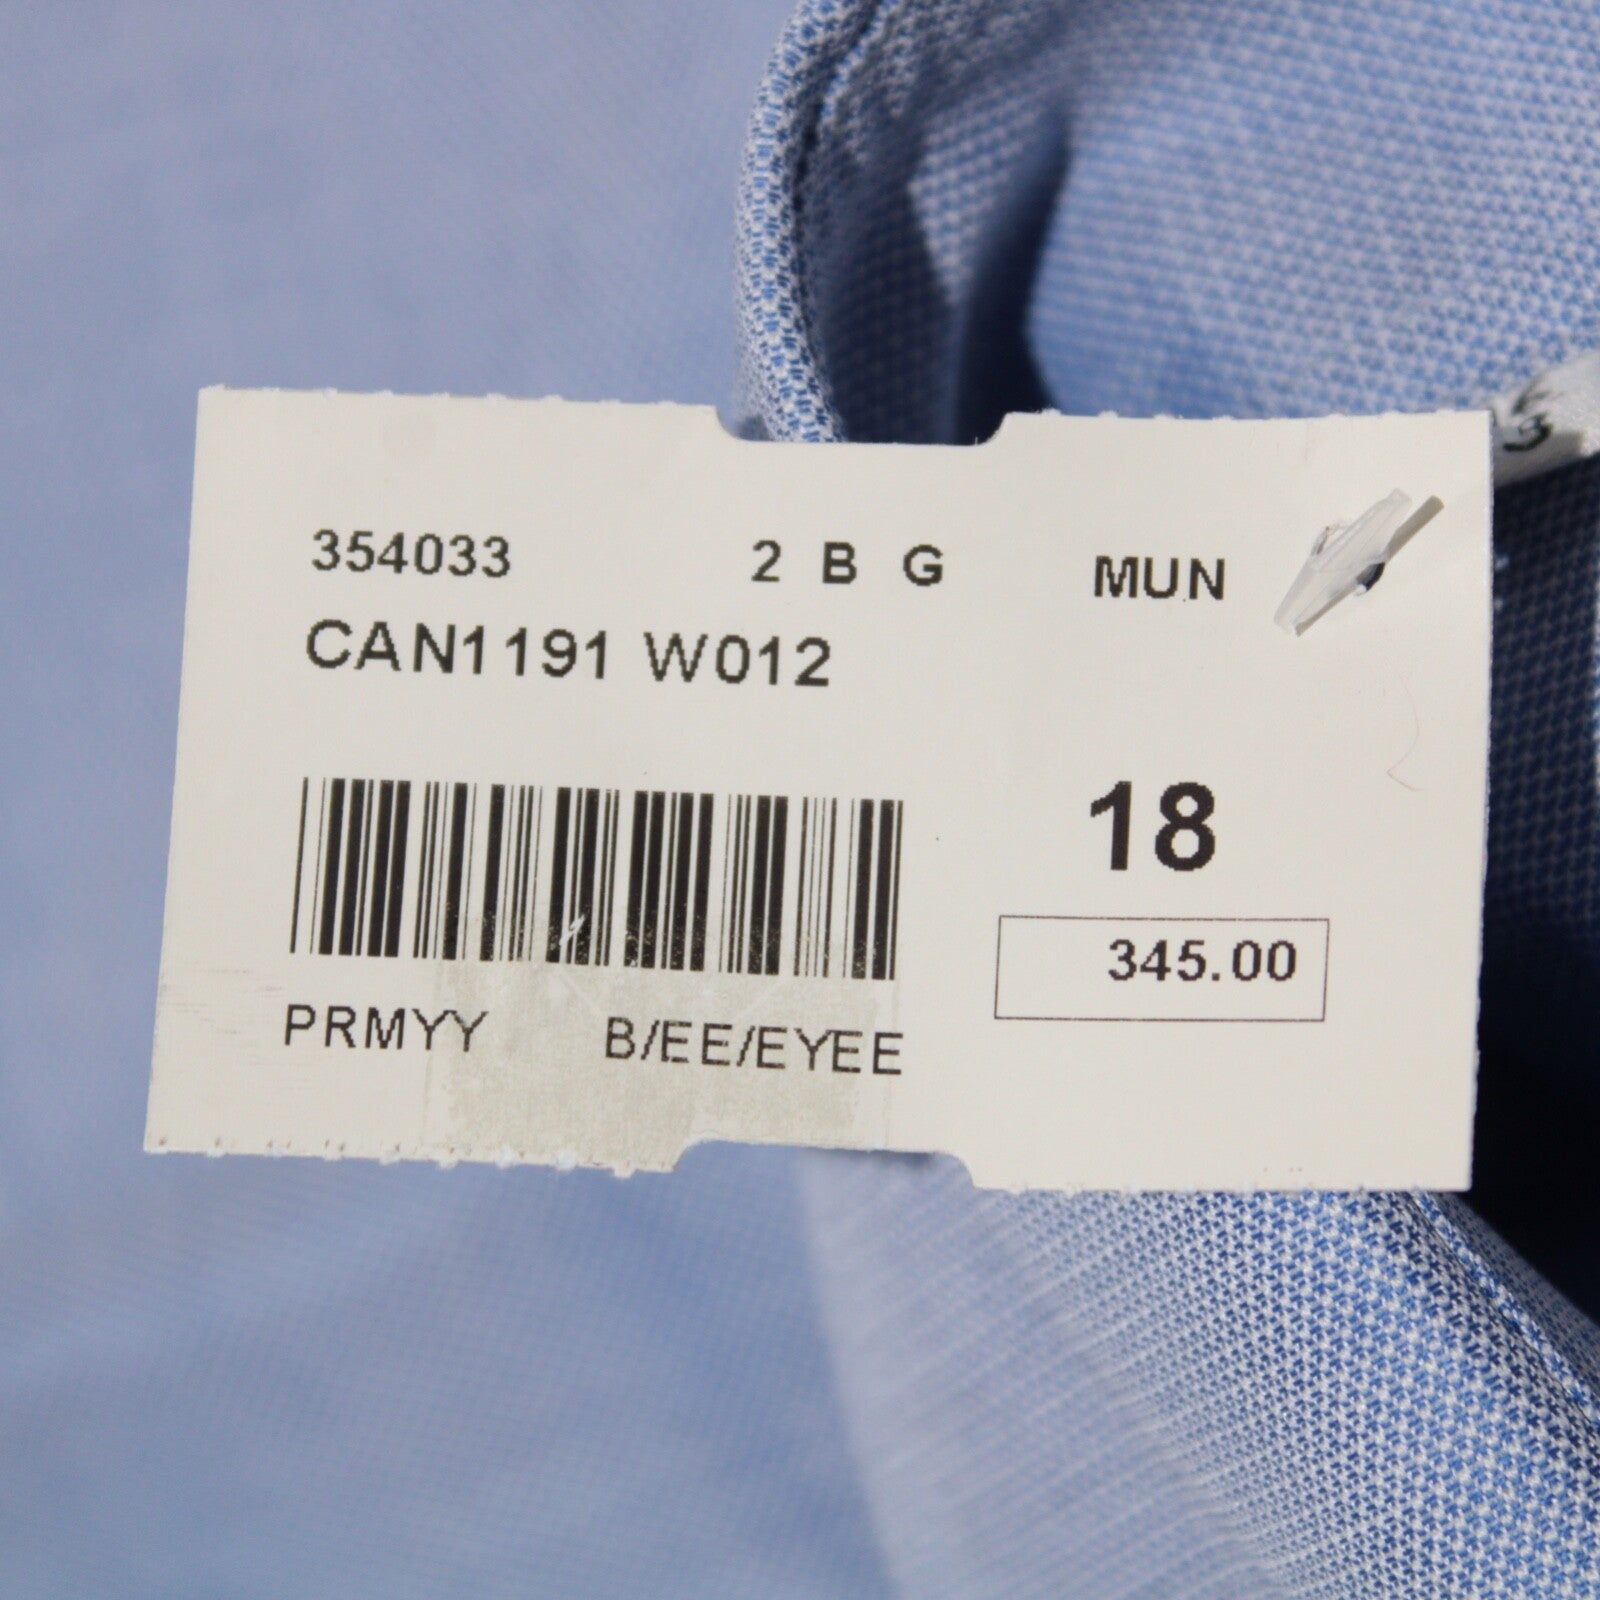 354033 2 B G MUN
CAN1191 W012
18
345.00
PRMYY B/EE/EYEE